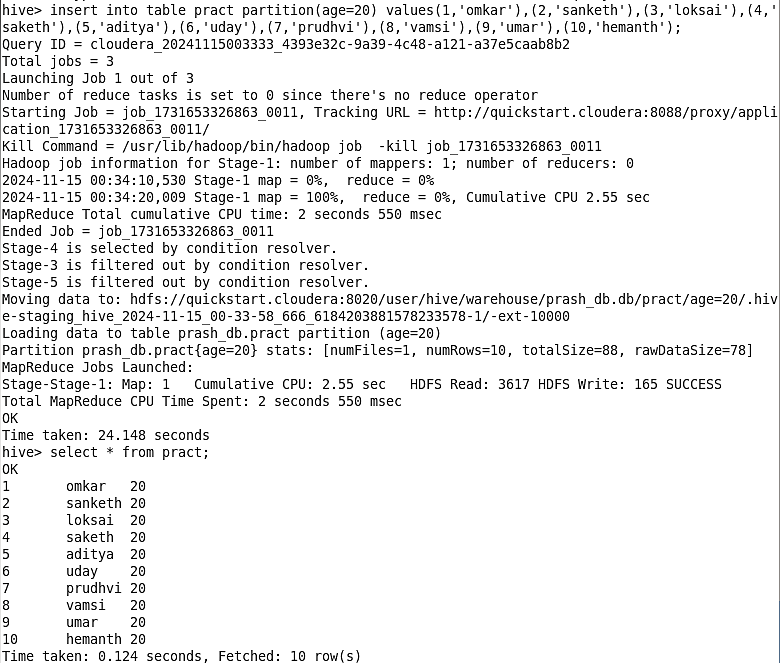 hive> insert into table pract partition(age=20) values(1,'omkar'),(2,'sanketh'),(3,'loksai'),(4,'
saketh'),(5,'aditya'),(6,'uday'),(7,'prudhvi'),(8,'vamsi'),(9,'umar'),(10,'hemanth');
Query ID = cloudera_20241115003333_4393e32c-9a39-4c48-a121-a37e5caab8b2
Total jobs = 3
Launching Job 1 out of 3
Number of reduce tasks is set to 0 since there's no reduce operator
Starting Job = job_1731653326863_0011, Tracking URL = http://quickstart.cloudera:8088/proxy/appli
cation_1731653326863_0011/
Kill Command = /usr/lib/hadoop/bin/hadoop job  -kill job_1731653326863_0011
Hadoop job information for Stage-1: number of mappers: 1; number of reducers: 0
2024-11-15 00:34:10,530 Stage-1 map = 0%,  reduce = 0%
2024-11-15 00:34:20,009 Stage-1 map = 100%,  reduce = 0%, Cumulative CPU 2.55 sec
MapReduce Total cumulative CPU time: 2 seconds 550 msec
Ended Job = job_1731653326863_0011
Stage-4 is selected by condition resolver.
Stage-3 is filtered out by condition resolver.
Stage-5 is filtered out by condition resolver.
Moving data to: hdfs://quickstart.cloudera:8020/user/hive/warehouse/prash_db.db/pract/age=20/.hiv
e-staging_hive_2024-11-15_00-33-58_666_6184203881578233578-1/-ext-10000
Loading data to table prash_db.pract partition (age=20)
Partition prash_db.pract{age=20} stats: [numFiles=1, numRows=10, totalSize=88, rawDataSize=78]
MapReduce Jobs Launched:
Stage-Stage-1: Map: 1   Cumulative CPU: 2.55 sec   HDFS Read: 3617 HDFS Write: 165 SUCCESS
Total MapReduce CPU Time Spent: 2 seconds 550 msec
OK
Time taken: 24.148 seconds
hive> select * from pract;
OK
1       omkar   20
2       sanketh 20
3       loksai  20
4       saketh  20
5       aditya  20
6       uday    20
7       prudhvi 20
8       vamsi   20
9       umar    20
10      hemanth 20
Time taken: 0.124 seconds, Fetched: 10 row(s)